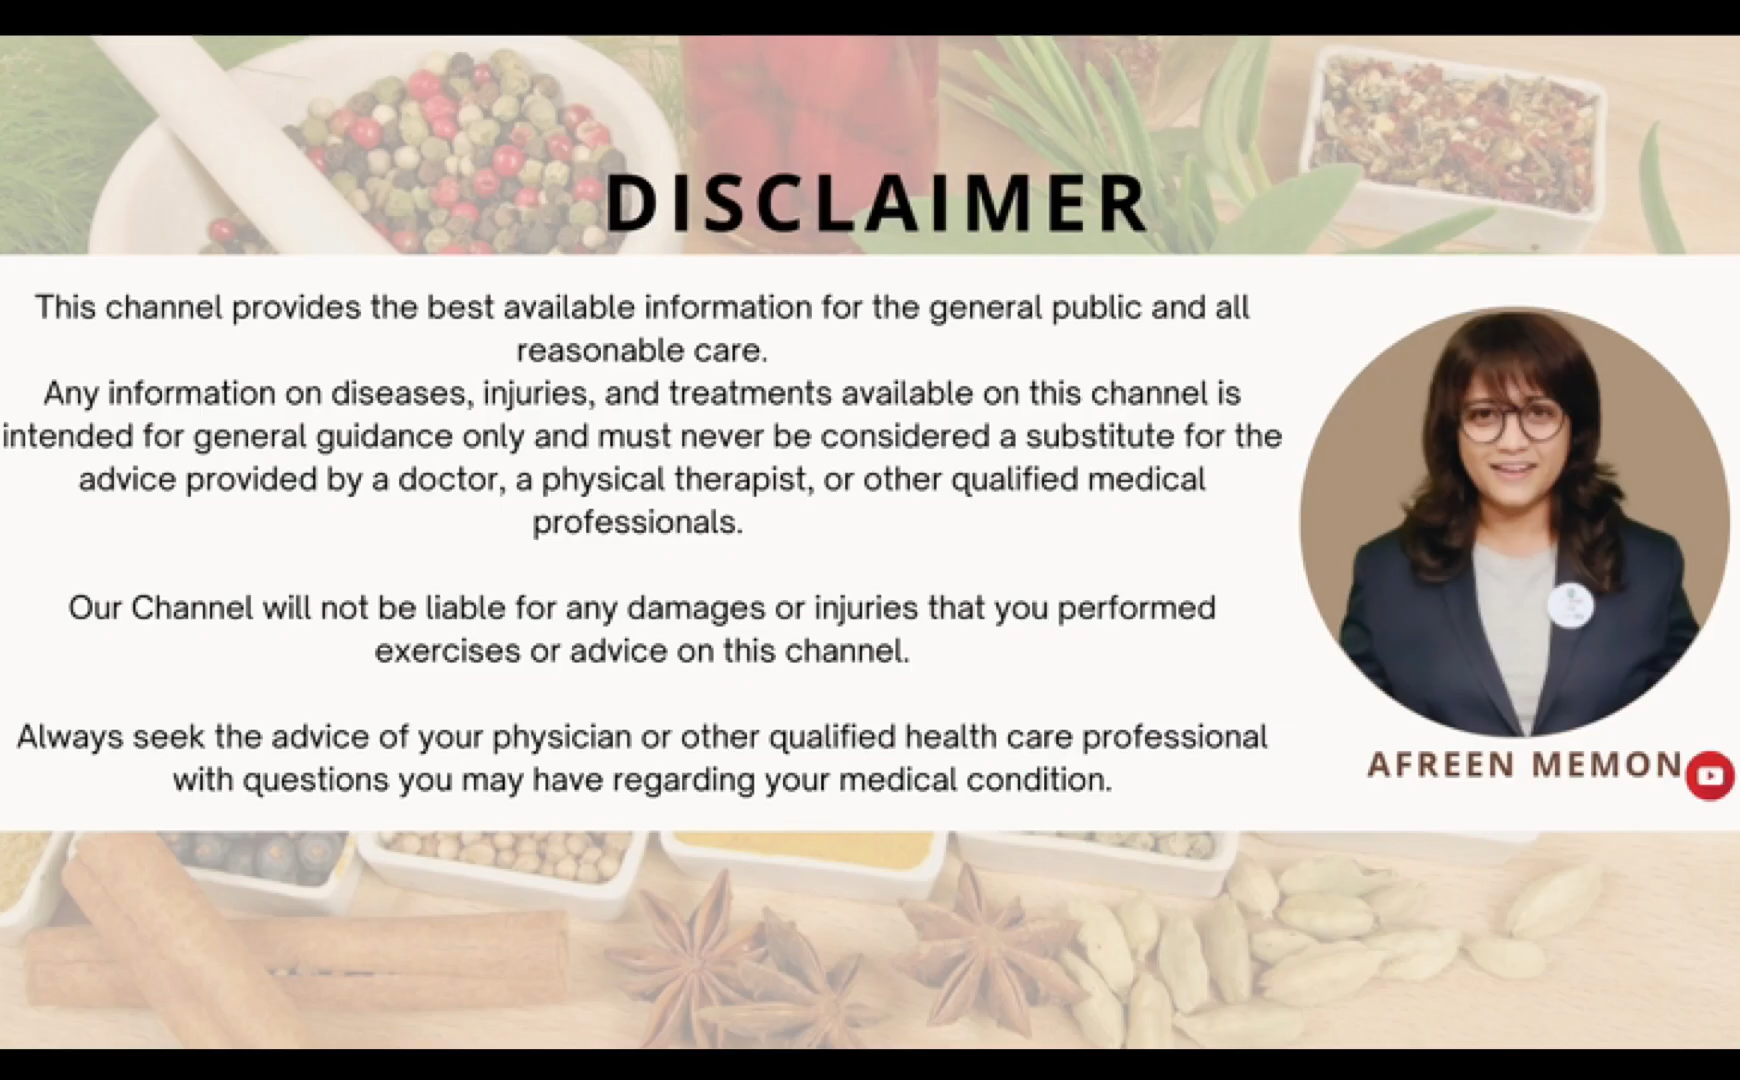 DISCLAIMER
This channel provides the best available information for the general public and all
reasonable care.
Any information on diseases, injuries, and treatments available on this channel is
intended for general guidance only and must never be considered a substitute for the
advice provided by a doctor, a physical therapist, or other qualified medical
professionals.
Our Channel will not be liable for any damages or injuries that you performed
exercises or advice on this channel.
Always seek the advice of your physician or other qualified health care professional
with questions you may have regarding your medical condition.
AFREEN MEMON